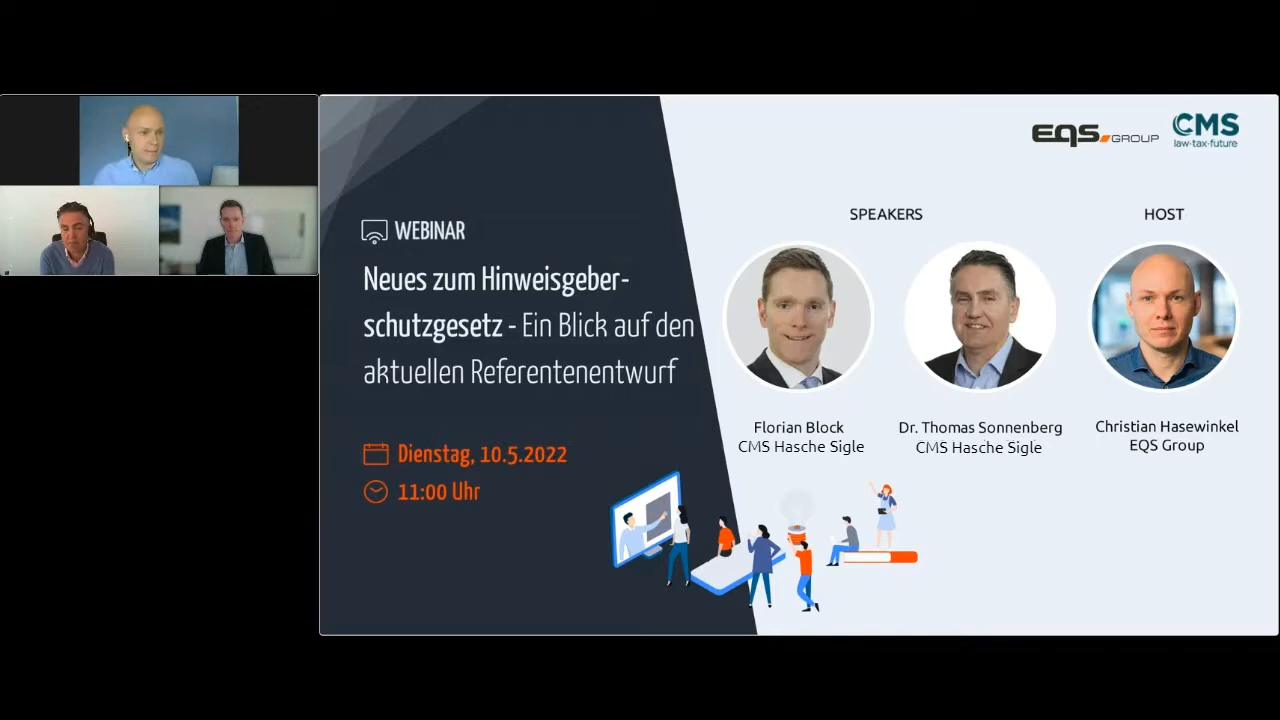 EQS GROUP
CMS
law·tax·future
WEBINAR
Neues zum Hinweisgeber-
schutzgesetz - Ein Blick auf den
aktuellen Referentenentwurf
Dienstag, 10.5.2022
11:00 Uhr
SPEAKERS
HOST
Florian Block
CMS Hasche Sigle
Dr. Thomas Sonnenberg
CMS Hasche Sigle
Christian Hasewinkel
EQS Group